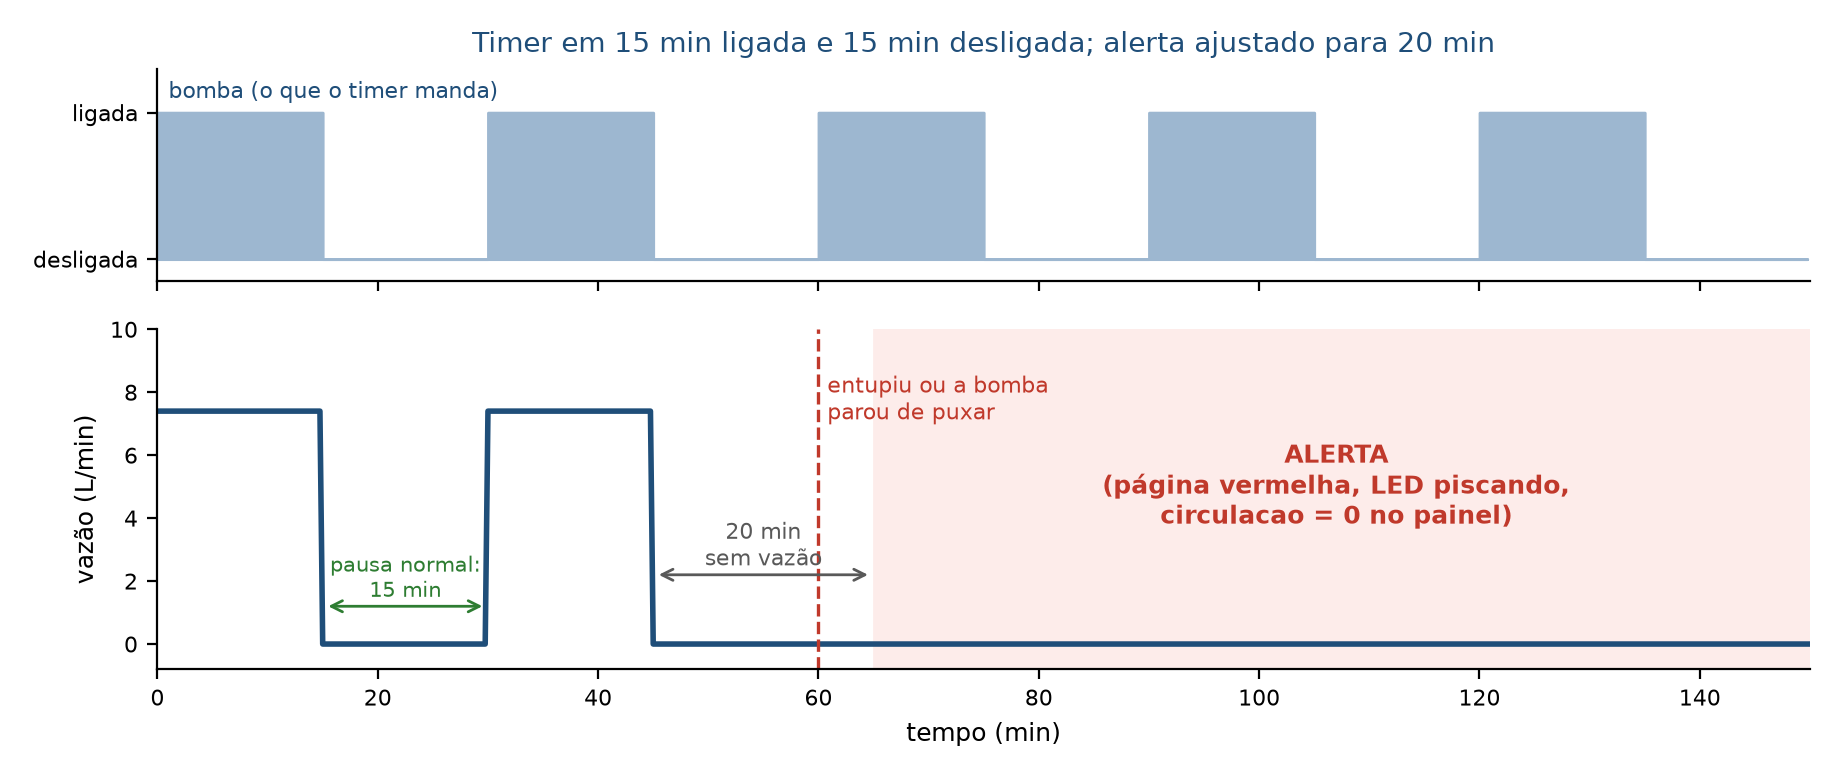 Timer em 15 min ligada e 15 min desligada; alerta ajustado para 20 min
bomba (o que o timer manda)
ligada
desligada
10
8
6
4
2
0
vazão (L/min)
entupiu ou a bomba
parou de puxar
ALERTA
(página vermelha, LED piscando,
circulacao = 0 no painel)
20 min
sem vazão
pausa normal:
15 min
0
20
40
60
80
100
120
140
tempo (min)